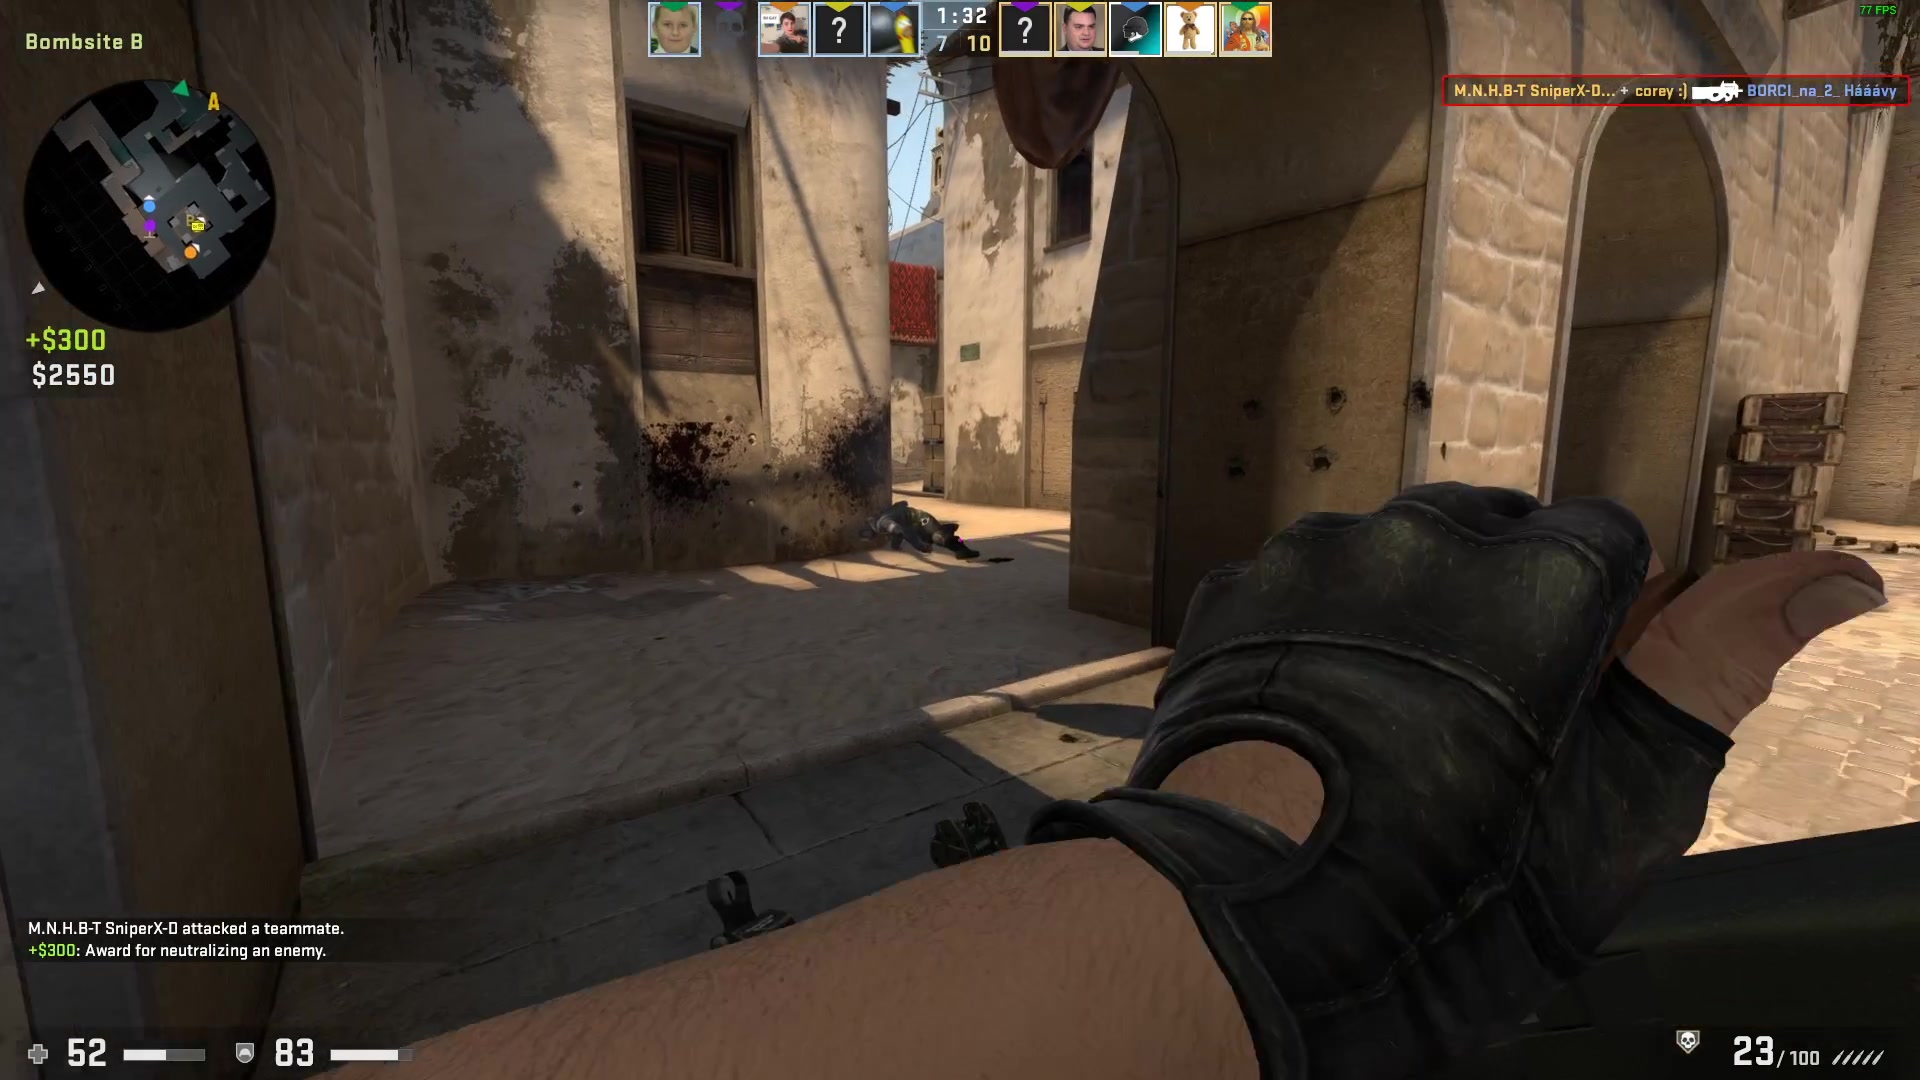 77 FPS
1:32
7 10
? ?
Bombsite B
A
M.N.H.B-T SniperX-D... + corey :) BORCI_na_2_ Hááávy
B
+$300
$2550
M.N.H.B-T SniperX-D attacked a teammate.
+$300: Award for neutralizing an enemy.
52 83
23 / 100